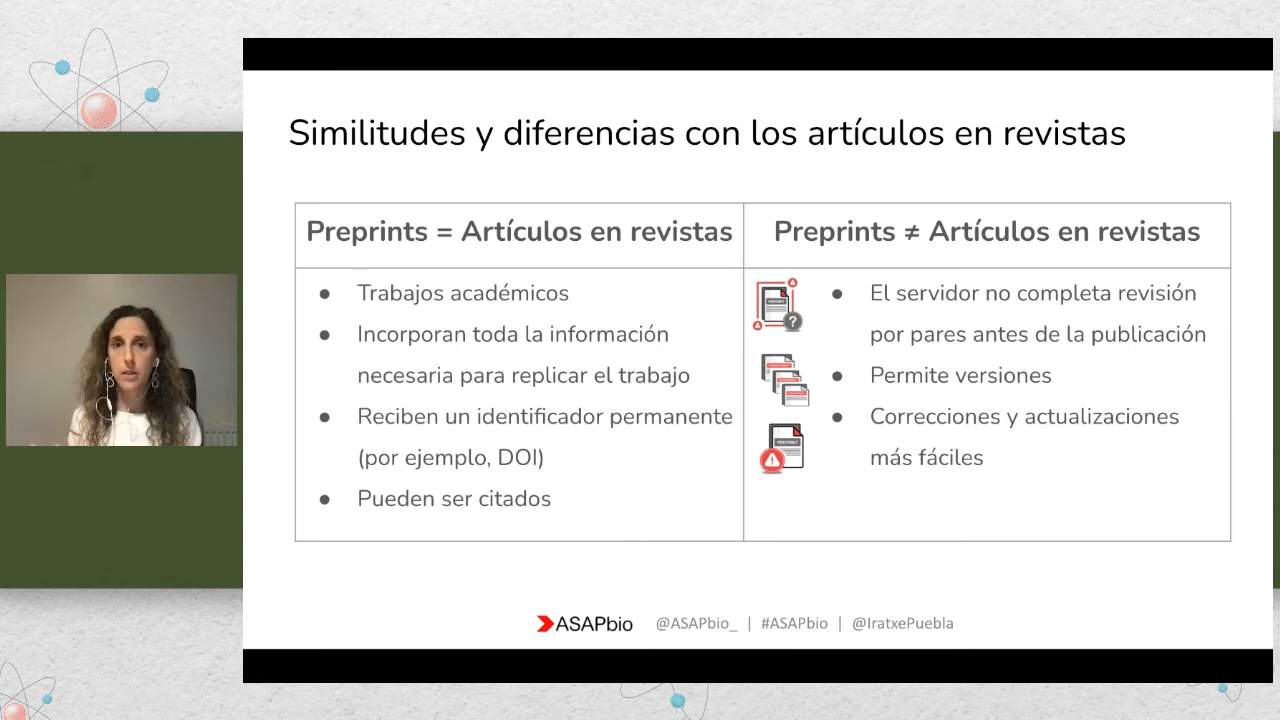 Similitudes y diferencias con los artículos en revistas
Preprints = Artículos en revistas
Preprints ≠ Artículos en revistas
● Trabajos académicos
● Incorporan toda la información
necesaria para replicar el trabajo
● Reciben un identificador permanente
(por ejemplo, DOI)
● Pueden ser citados
● El servidor no completa revisión
por pares antes de la publicación
● Permite versiones
● Correcciones y actualizaciones
más fáciles
PREPRINT
?
PREPRINT
!
ASAPbio @ASAPbio_ | #ASAPbio | @IratxePuebla